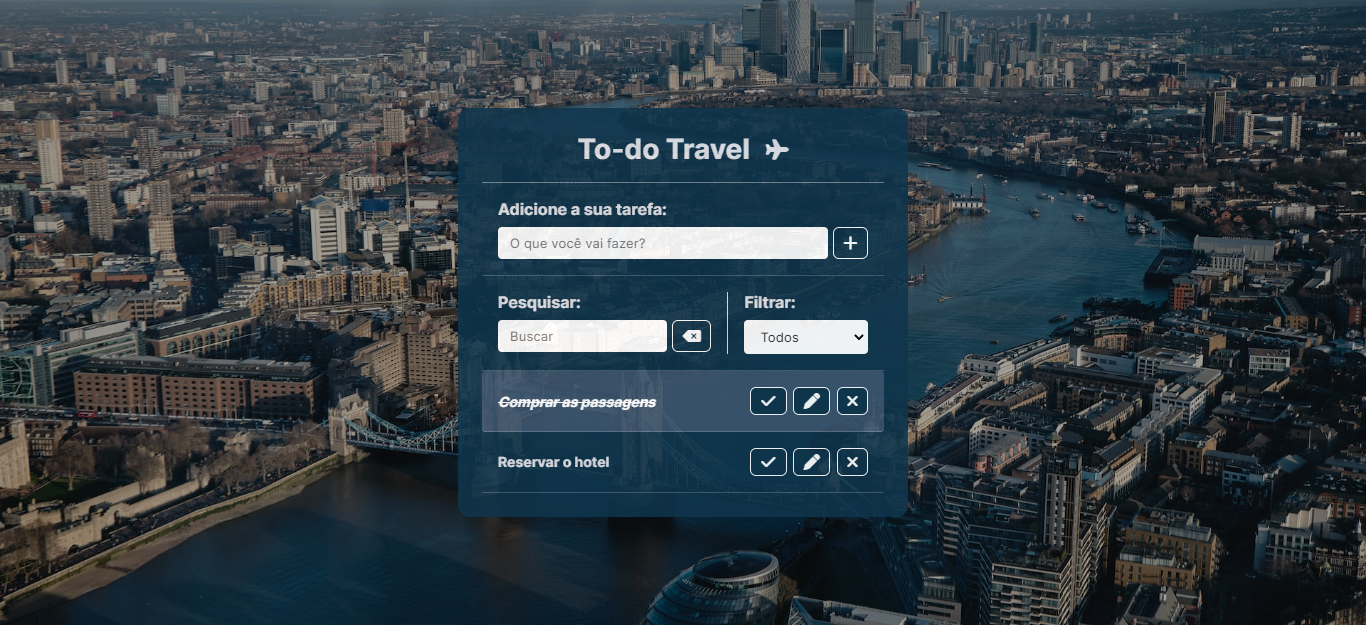 To-do Travel
Adicione a sua tarefa:
O que você vai fazer?
Pesquisar:
Filtrar:
Buscar
Todos
Comprar as passagens
Reservar o hotel